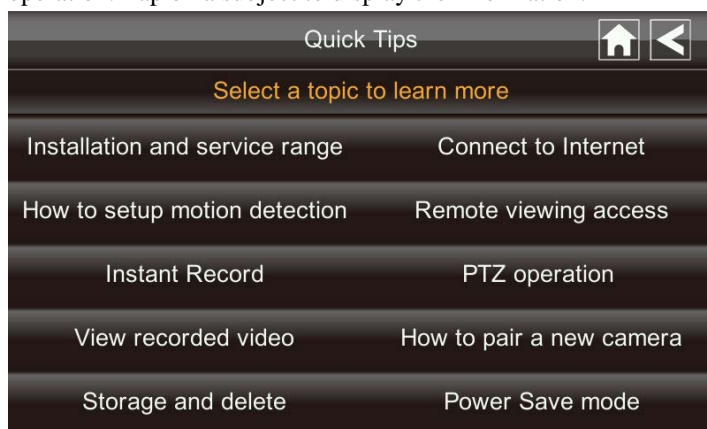 Quick Tips
Select a topic to learn more
Installation and service range
Connect to Internet
How to setup motion detection
Remote viewing access
Instant Record
PTZ operation
View recorded video
How to pair a new camera
Storage and delete
Power Save mode